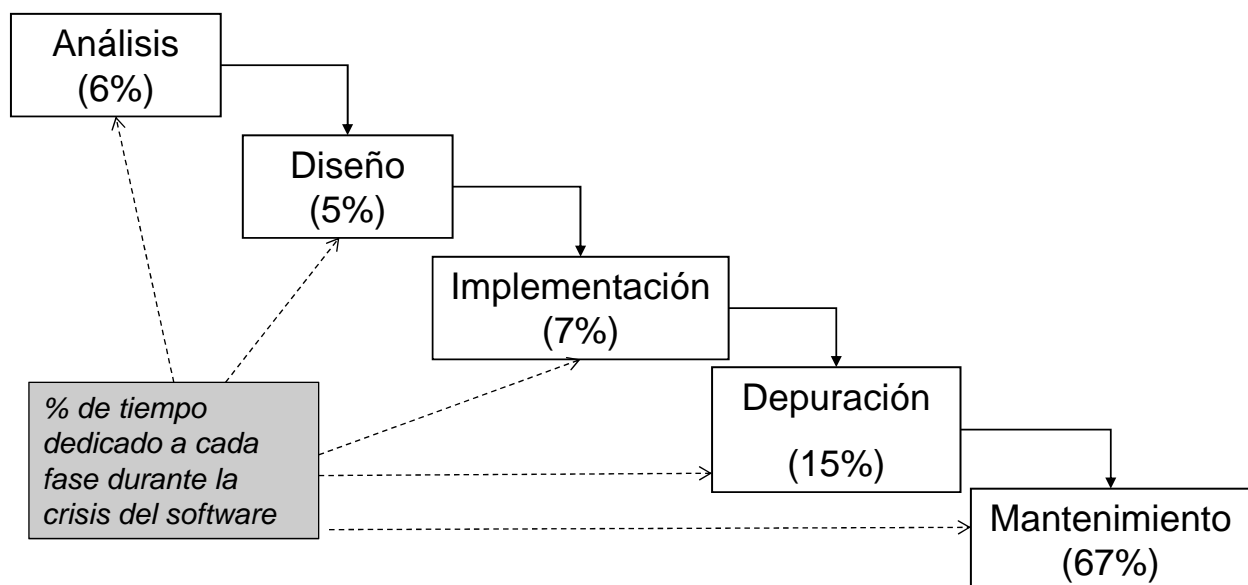 Análisis
(6%)
Diseño
(5%)
Implementación
(7%)
Depuración
(15%)
Mantenimiento
(67%)
% de tiempo
dedicado a cada
fase durante la
crisis del software